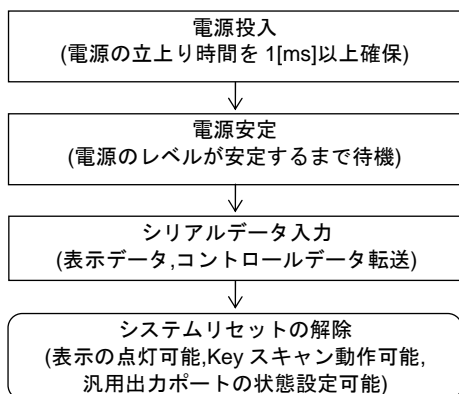 電源投入
(電源の立上り時間を 1[ms]以上確保)
電源安定
(電源のレベルが安定するまで待機)
シリアルデータ入力
(表示データ,コントロールデータ転送)
システムリセットの解除
(表示の点灯可能,Key スキャン動作可能,
汎用出力ポートの状態設定可能)